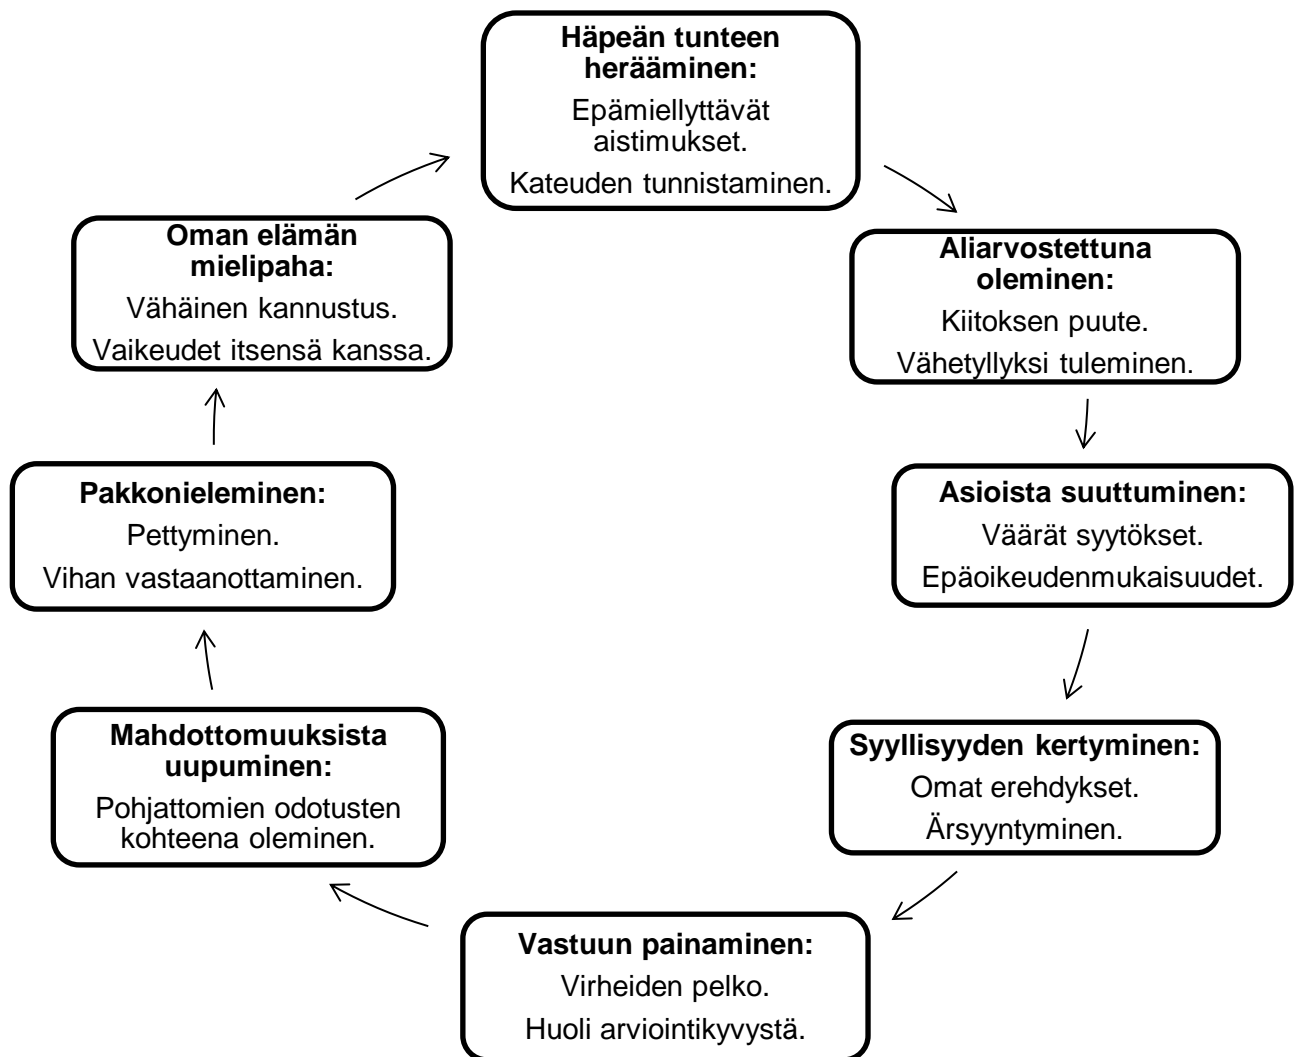 Häpeän tunteen
herääminen:
Epämiellyttävät
aistimukset.
Kateuden tunnistaminen.
Aliarvostettuna
oleminen:
Kiitoksen puute.
Vähetyllyksi tuleminen.
Asioista suuttuminen:
Väärät syytökset.
Epäoikeudenmukaisuudet.
Syyllisyyden kertyminen:
Omat erehdykset.
Ärsyyntyminen.
Vastuun painaminen:
Virheiden pelko.
Huoli arviointikyvystä.
Mahdottomuuksista
uupuminen:
Pohjattomien odotusten
kohteena oleminen.
Pakkonieleminen:
Pettyminen.
Vihan vastaanottaminen.
Oman elämän
mielipaha:
Vähäinen kannustus.
Vaikeudet itsensä kanssa.